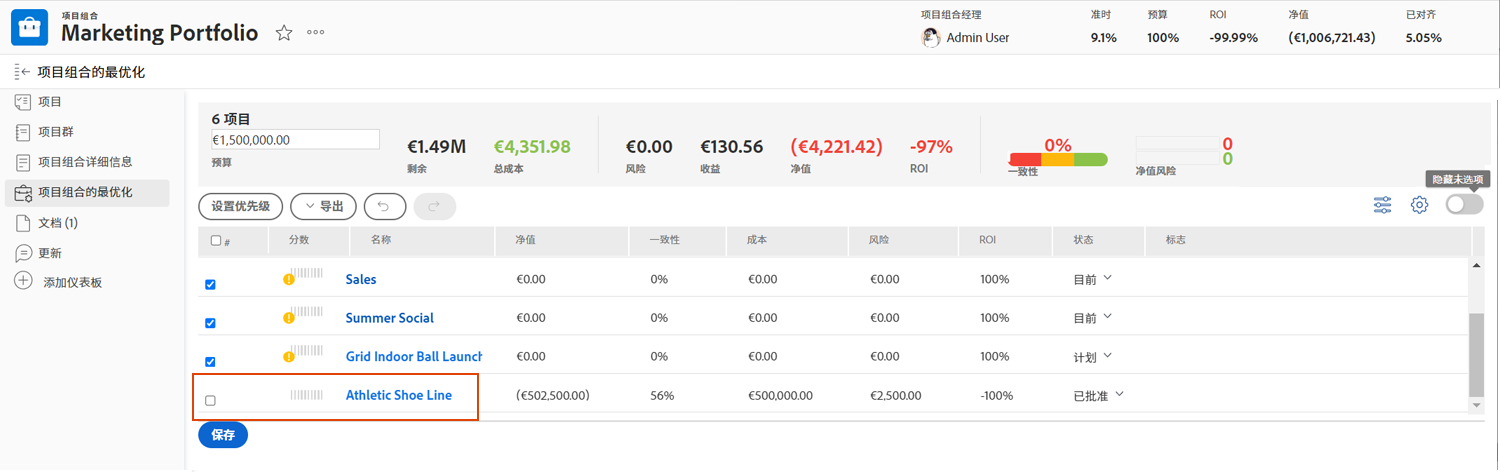 项目组合
Marketing Portfolio
项目组合经理
Admin User
准时
9.1%
预算
100%
ROI
-99.99%
净值
(€1,006,721.43)
已对齐
5.05%
项目组合的最优化
项目
项目群
项目组合详细信息
项目组合的最优化
文档 (1)
更新
添加仪表板
6 项目
€1,500,000.00
预算
€1.49M
剩余
€4,351.98
总成本
€0.00
风险
€130.56
收益
(€4,221.42)
净值
-97%
ROI
0%
一致性
0
0
净值风险
隐藏未选项
设置优先级
导出
# 分数 名称 净值 一致性 成本 风险 ROI 状态 标志
Sales €0.00 0% €0.00 €0.00 100% 目前
Summer Social €0.00 0% €0.00 €0.00 100% 目前
Grid Indoor Ball Launch €0.00 0% €0.00 €0.00 100% 计划
Athletic Shoe Line (€502,500.00) 56% €500,000.00 €2,500.00 -100% 已批准
保存